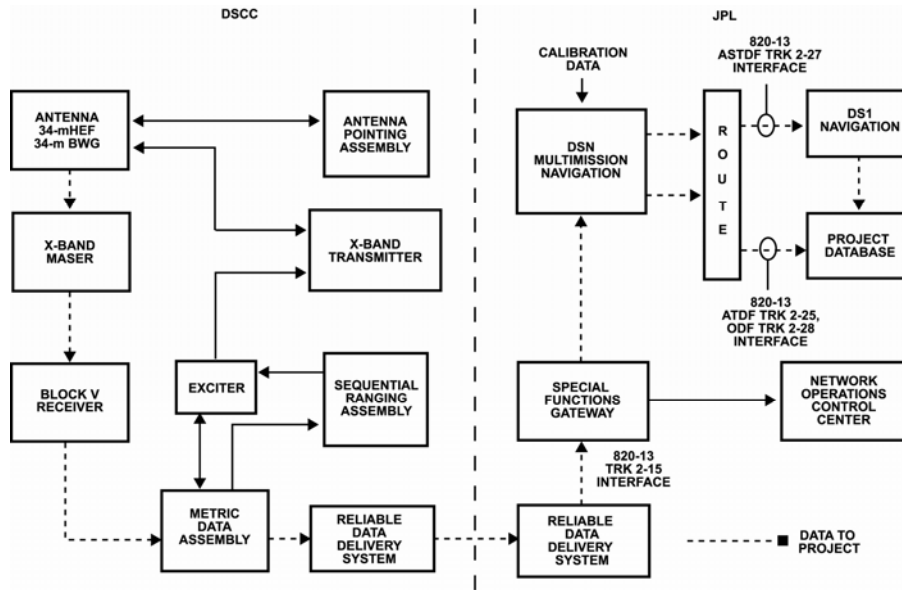 DSCC
JPL
820-13
ASTDF TRK 2-27
INTERFACE
CALIBRATION
DATA
ANTENNA
34-mHEF
34-m BWG
ANTENNA
POINTING
ASSEMBLY
DSN
MULTIMISSION
NAVIGATION
R
O
U
T
E
DS1
NAVIGATION
X-BAND
MASER
X-BAND
TRANSMITTER
PROJECT
DATABASE
820-13
ATDF TRK 2-25,
ODF TRK 2-28
INTERFACE
BLOCK V
RECEIVER
EXCITER
SEQUENTIAL
RANGING
ASSEMBLY
SPECIAL
FUNCTIONS
GATEWAY
NETWORK
OPERATIONS
CONTROL
CENTER
820-13
TRK 2-15
INTERFACE
METRIC
DATA
ASSEMBLY
RELIABLE
DATA
DELIVERY
SYSTEM
RELIABLE
DATA
DELIVERY
SYSTEM
DATA TO
PROJECT